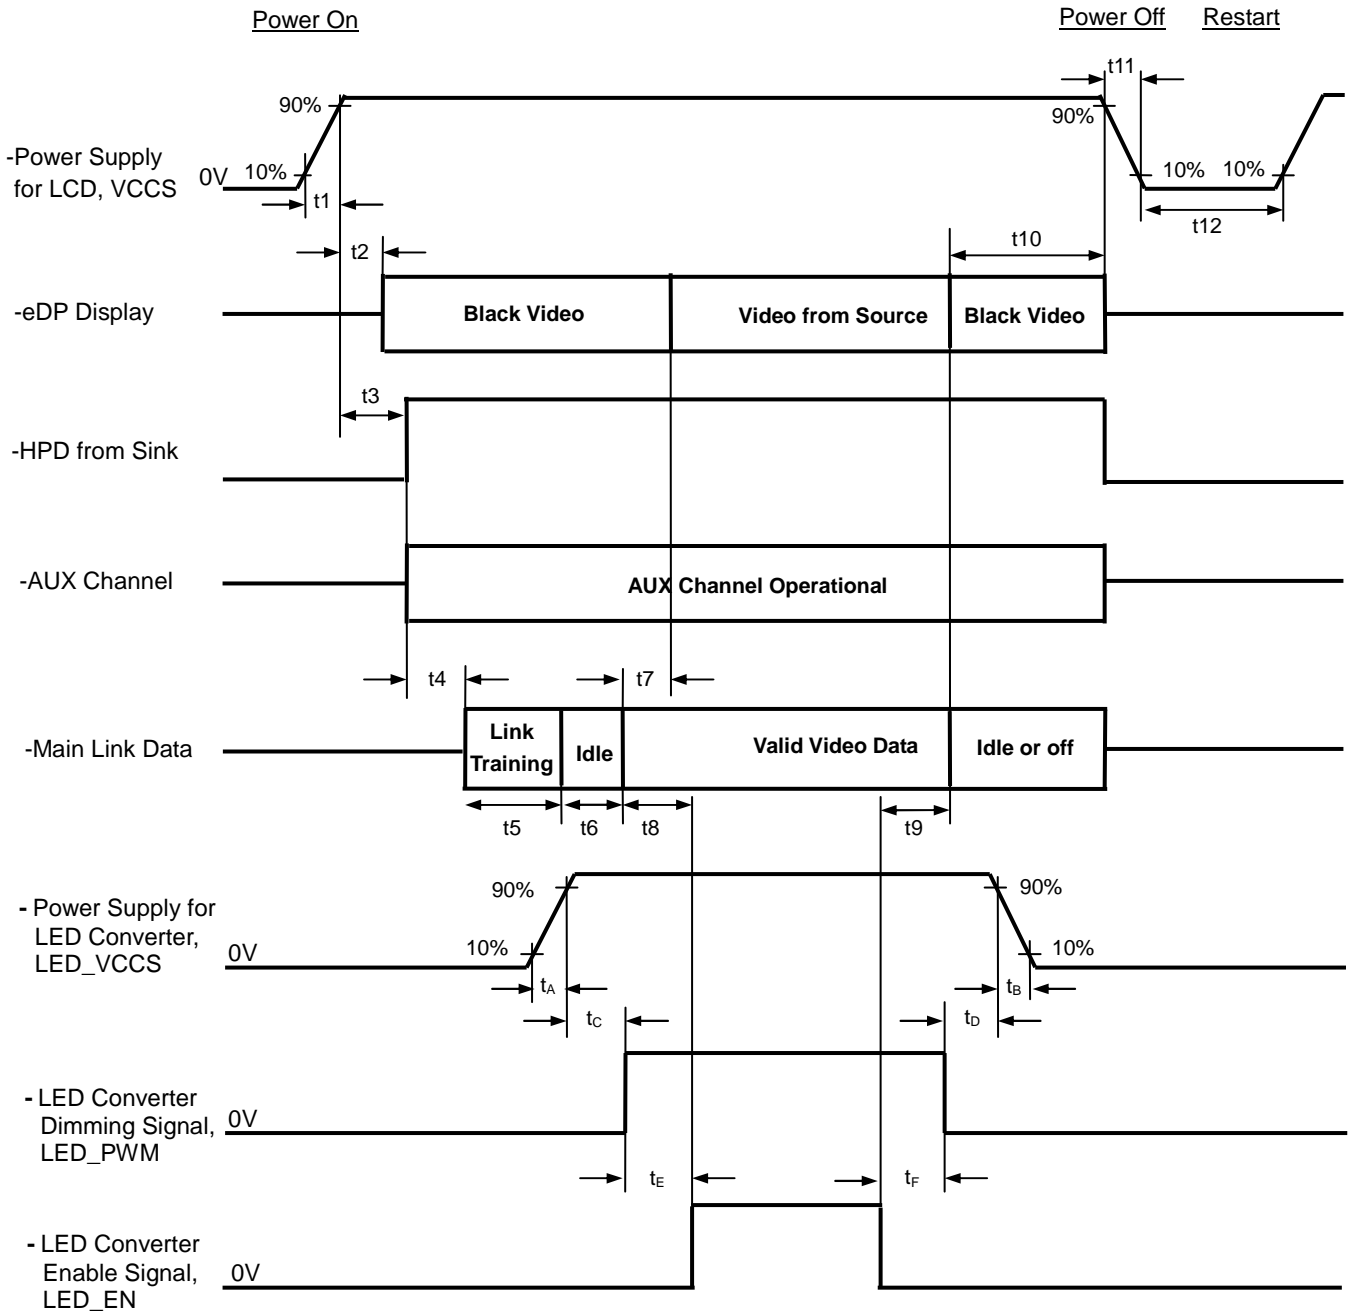 Power On
Power Off
Restart
t11
90%
90%
-Power Supply
for LCD, VCCS
0V
10%
10%
10%
t1
t12
t2
t10
-eDP Display
Black Video
Video from Source
Black Video
t3
-HPD from Sink
-AUX Channel
AUX Channel Operational
t4
t7
-Main Link Data
Link
Training
Idle
Valid Video Data
Idle or off
t5
t6
t8
t9
90%
90%
- Power Supply for
LED Converter,
LED_VCCS
0V
10%
10%
tA
tB
tC
tD
- LED Converter
Dimming Signal,
LED_PWM
0V
tE
tF
- LED Converter
Enable Signal,
LED_EN
0V